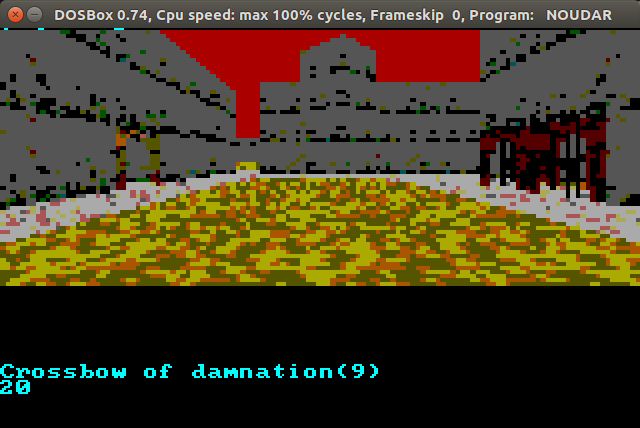 DOSBox 0.74, Cpu speed: max 100% cycles, Frameskip 0, Program: NOUDAR
Crossbow of damnation(9)
20